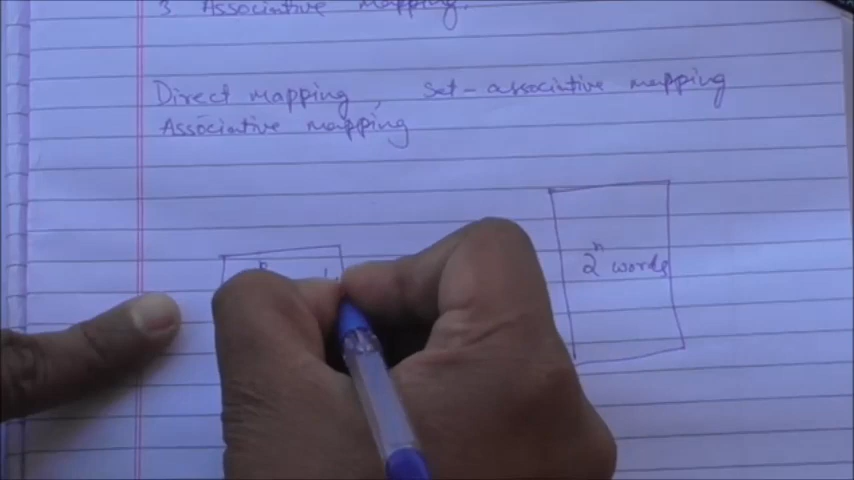 3 Associative mapping.
Direct mapping, set-associative mapping
Associative mapping
2ⁿ words